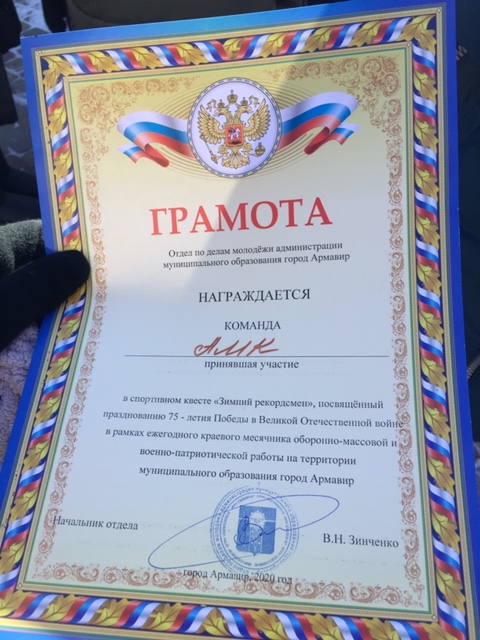 ГРАМОТА
Отдел по делам молодёжи администрации
муниципального образования город Армавир
НАГРАЖДАЕТСЯ
КОМАНДА
АМК
принявшая участие
в спортивном квесте «Зимний рекордсмен», посвящённый
празднованию 75 - летия Победы в Великой Отечественной войне
в рамках ежегодного краевого месячника оборонно-массовой и
военно-патриотической работы на территории
муниципального образования город Армавир
Начальник отдела
В.Н. Зинченко
город Армавир, 2020 год